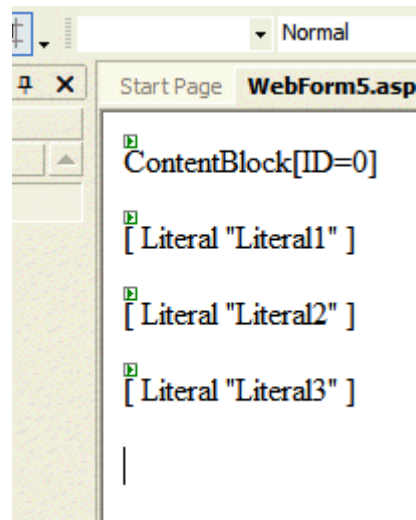 Normal
Start Page WebForm5.asp
ContentBlock[ID=0]
[ Literal "Literal1" ]
[ Literal "Literal2" ]
[ Literal "Literal3" ]